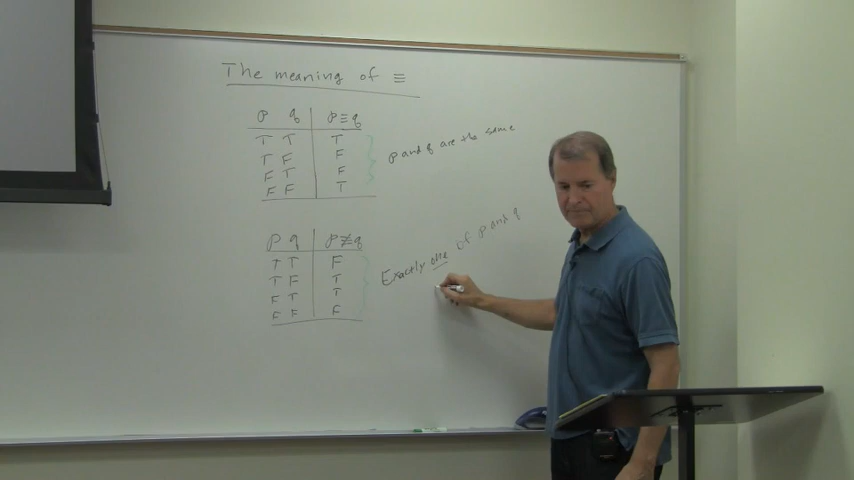 The meaning of ≡
p q p ≡ q
T T T
T F F
F T F
F F T
p and q are the same
p q p ≢ q
T T F
T F T
F T T
F F F
Exactly one of p and q